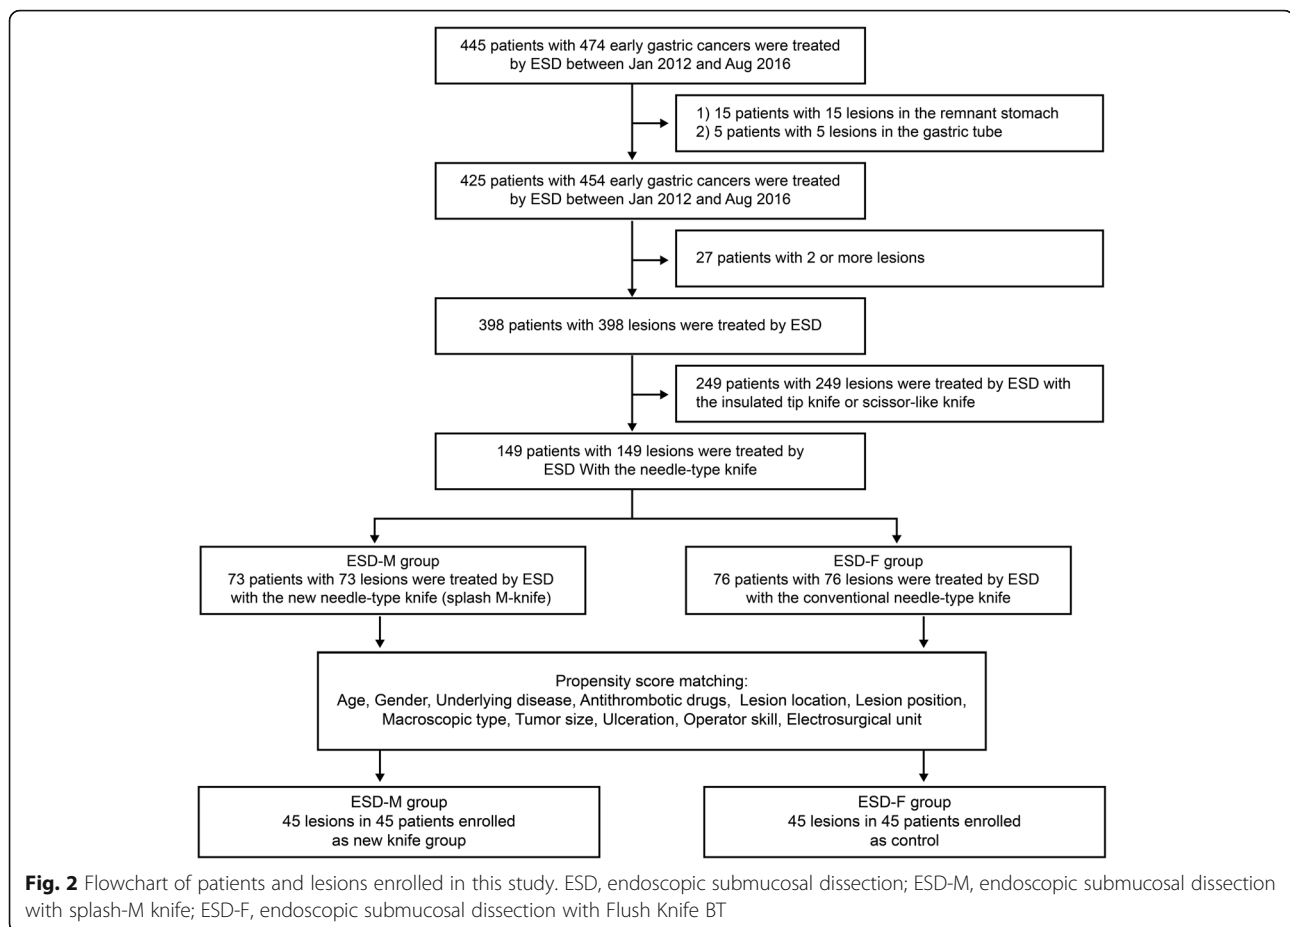 445 patients with 474 early gastric cancers were treated
by ESD between Jan 2012 and Aug 2016
1) 15 patients with 15 lesions in the remnant stomach
2) 5 patients with 5 lesions in the gastric tube
425 patients with 454 early gastric cancers were treated
by ESD between Jan 2012 and Aug 2016
27 patients with 2 or more lesions
398 patients with 398 lesions were treated by ESD
249 patients with 249 lesions were treated by ESD with
the insulated tip knife or scissor-like knife
149 patients with 149 lesions were treated by
ESD With the needle-type knife
ESD-M group
73 patients with 73 lesions were treated by ESD
with the new needle-type knife (splash M-knife)
ESD-F group
76 patients with 76 lesions were treated by ESD
with the conventional needle-type knife
Propensity score matching:
Age, Gender, Underlying disease, Antithrombotic drugs, Lesion location, Lesion position,
Macroscopic type, Tumor size, Ulceration, Operator skill, Electrosurgical unit
ESD-M group
45 lesions in 45 patients enrolled
as new knife group
ESD-F group
45 lesions in 45 patients enrolled
as control
Fig. 2 Flowchart of patients and lesions enrolled in this study. ESD, endoscopic submucosal dissection; ESD-M, endoscopic submucosal dissection
with splash-M knife; ESD-F, endoscopic submucosal dissection with Flush Knife BT